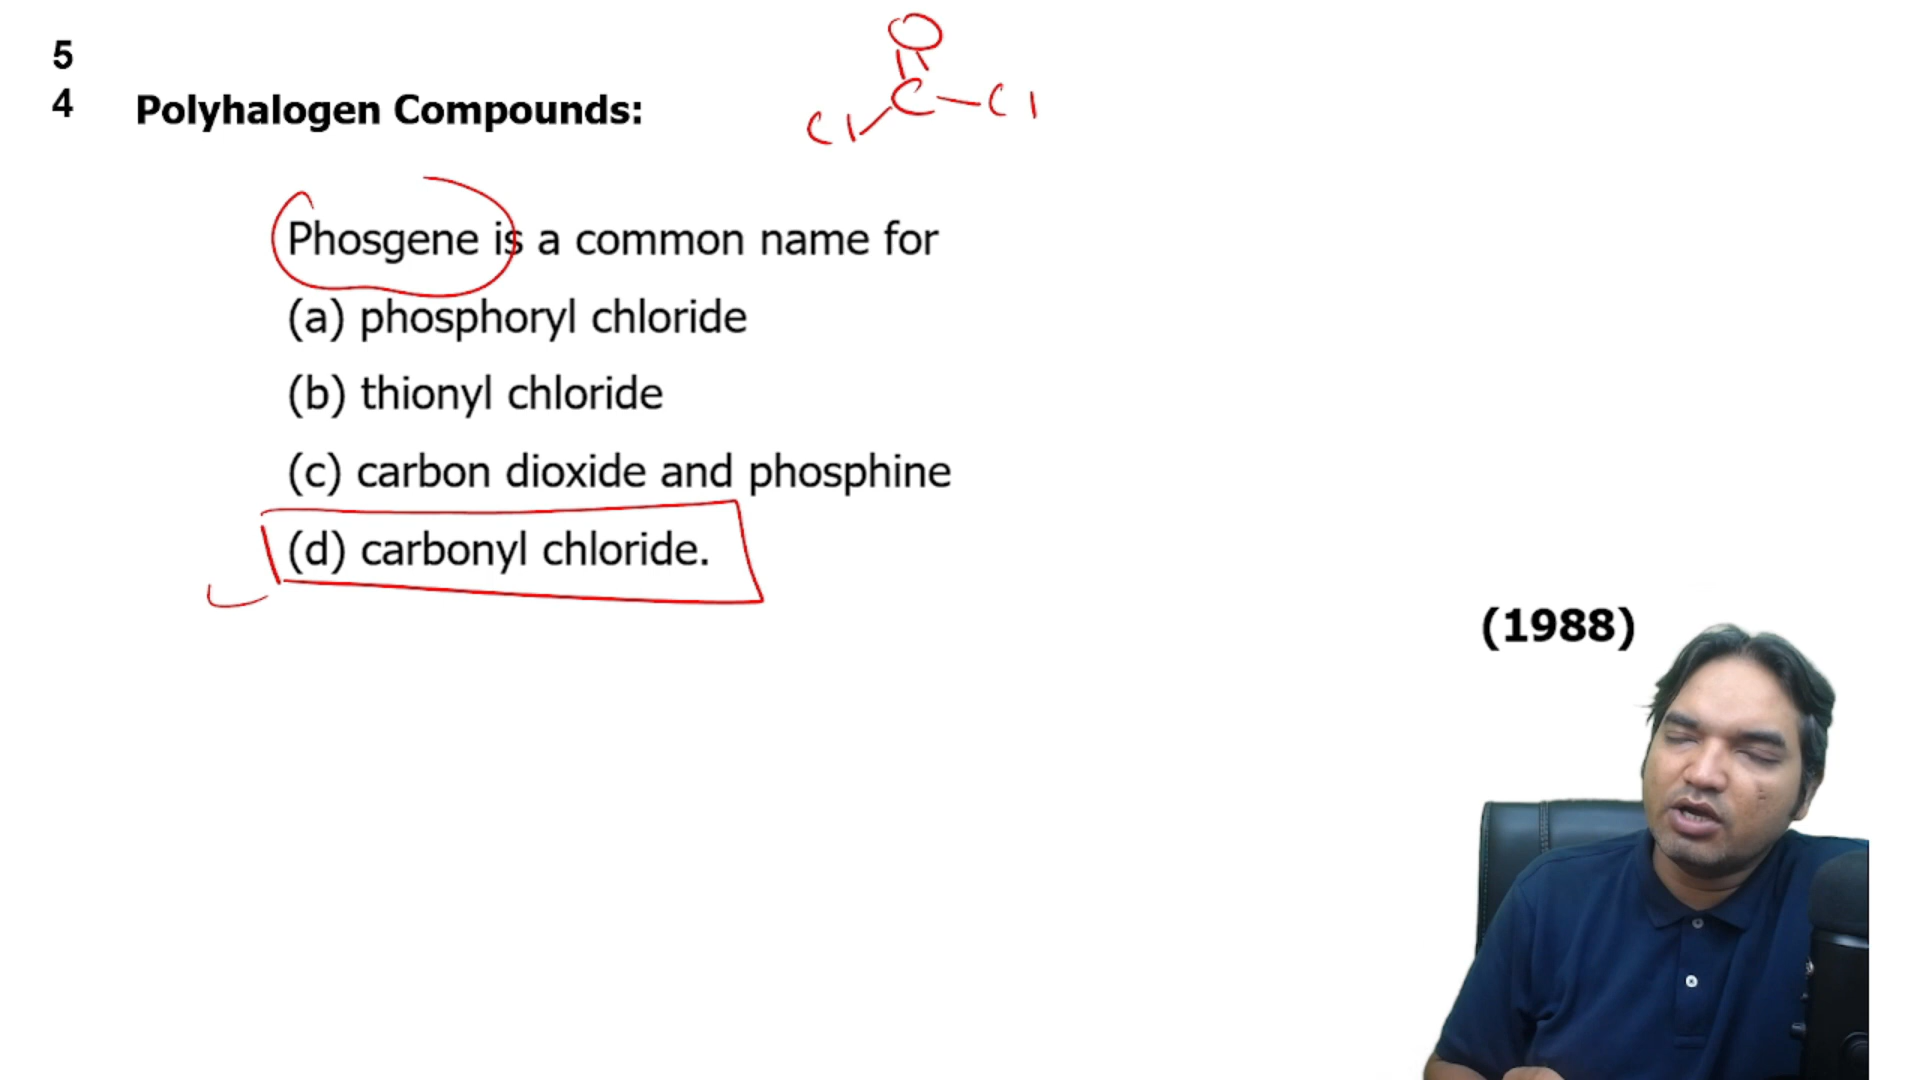 5
4
Polyhalogen Compounds:
O
C
Cl
Cl
Phosgene is a common name for
(a) phosphoryl chloride
(b) thionyl chloride
(c) carbon dioxide and phosphine
(d) carbonyl chloride.
(1988)